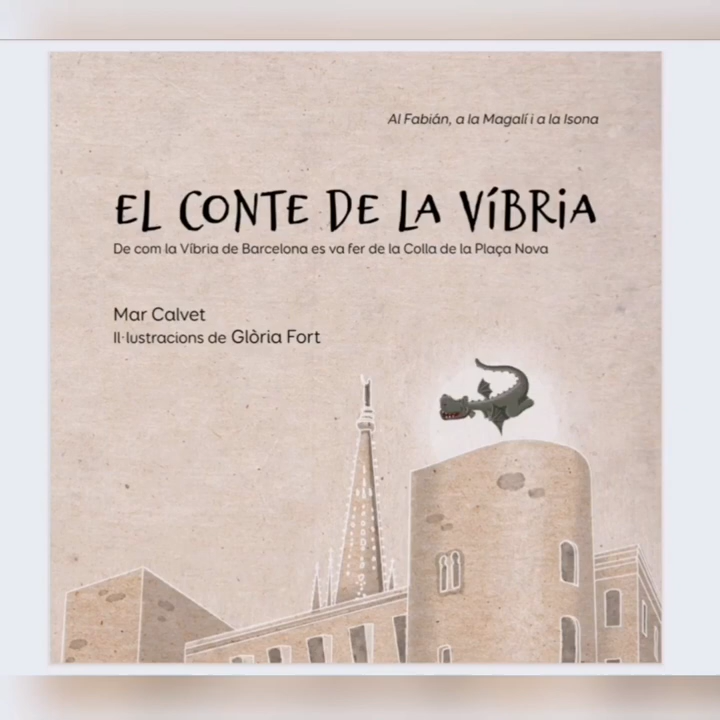 Al Fabián, a la Magalí i a la Isona
EL CONTE DE LA VíBRiA
De com la Víbria de Barcelona es va fer de la Colla de la Plaça Nova
Mar Calvet
Il·lustracions de Glòria Fort